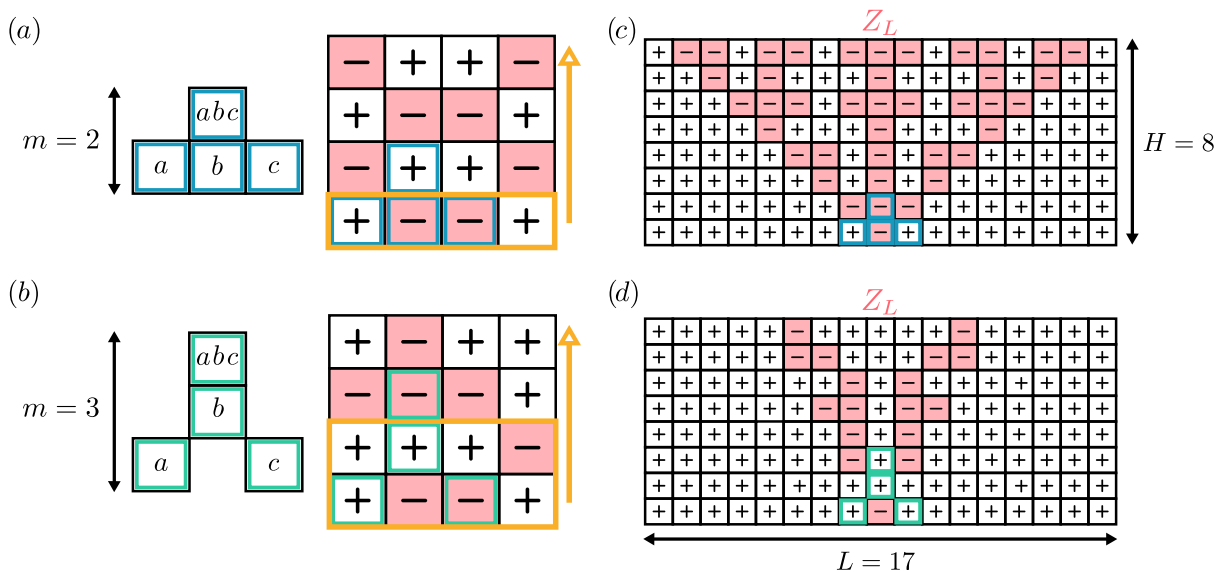 (a)
m = 2
abc
a b c
− + + −
+ − − +
− + + −
+ − − +
(b)
m = 3
abc
b
a c
+ − + +
− − − +
+ + + −
+ − − +
(c)
Z_L
+ − − + − − + − − − + − − + − − +
+ + − + − + + + − + + + − + − + +
+ + + − − − + − − − + − − − + + +
+ + + + − + + + − + + + − + + + +
+ + + + + − − + − + − − + + + + +
+ + + + + + − + − + − + + + + + +
+ + + + + + + − − − + + + + + + +
+ + + + + + + + − + + + + + + + +
H = 8
(d)
Z_L
+ + + + + − + + + + + − + + + + +
+ + + + + − − + + + − − + + + + +
+ + + + + + + − + − + + + + + + +
+ + + + + + − − + − − + + + + + +
+ + + + + + + − + − + + + + + + +
+ + + + + + + − + − + + + + + + +
+ + + + + + + + + + + + + + + + +
+ + + + + + + + − + + + + + + + +
L = 17